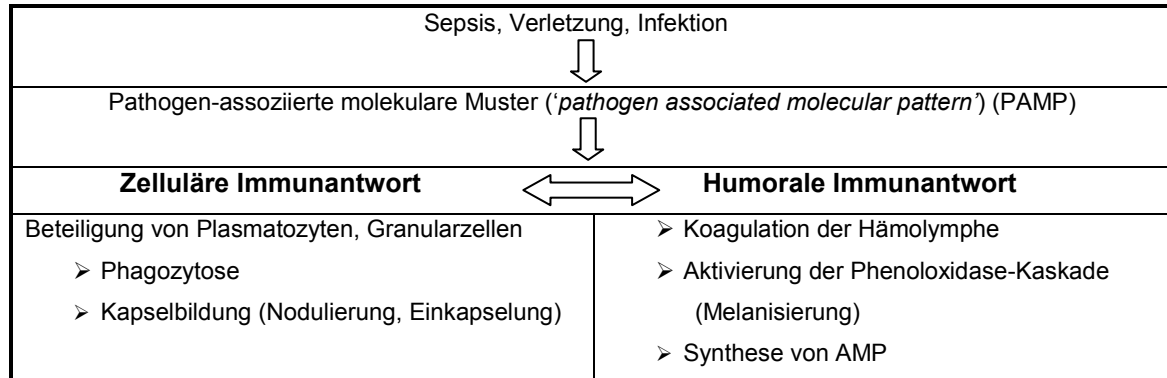 Sepsis, Verletzung, Infektion
Pathogen-assoziierte molekulare Muster (‘pathogen associated molecular pattern’) (PAMP)
Zelluläre Immunantwort
Humorale Immunantwort
Beteiligung von Plasmatozyten, Granularzellen
➢ Phagozytose
➢ Kapselbildung (Nodulierung, Einkapselung)
➢ Koagulation der Hämolymphe
➢ Aktivierung der Phenoloxidase-Kaskade
(Melanisierung)
➢ Synthese von AMP